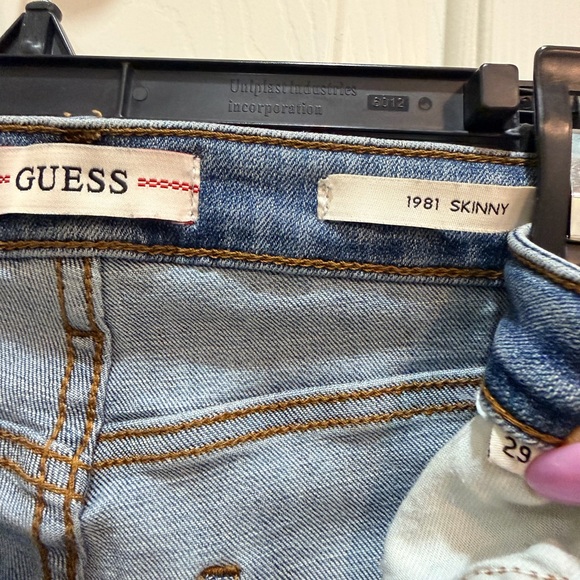 Uniplast Industries
incorporation
6012
GUESS
1981 SKINNY
29